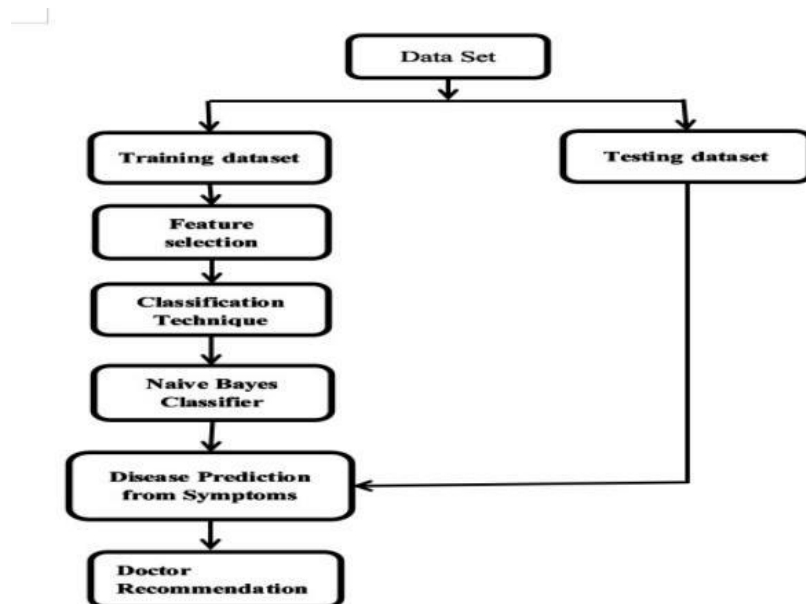 Data Set
Training dataset
Testing dataset
Feature
selection
Classification
Technique
Naive Bayes
Classifier
Disease Prediction
from Symptoms
Doctor
Recommendation